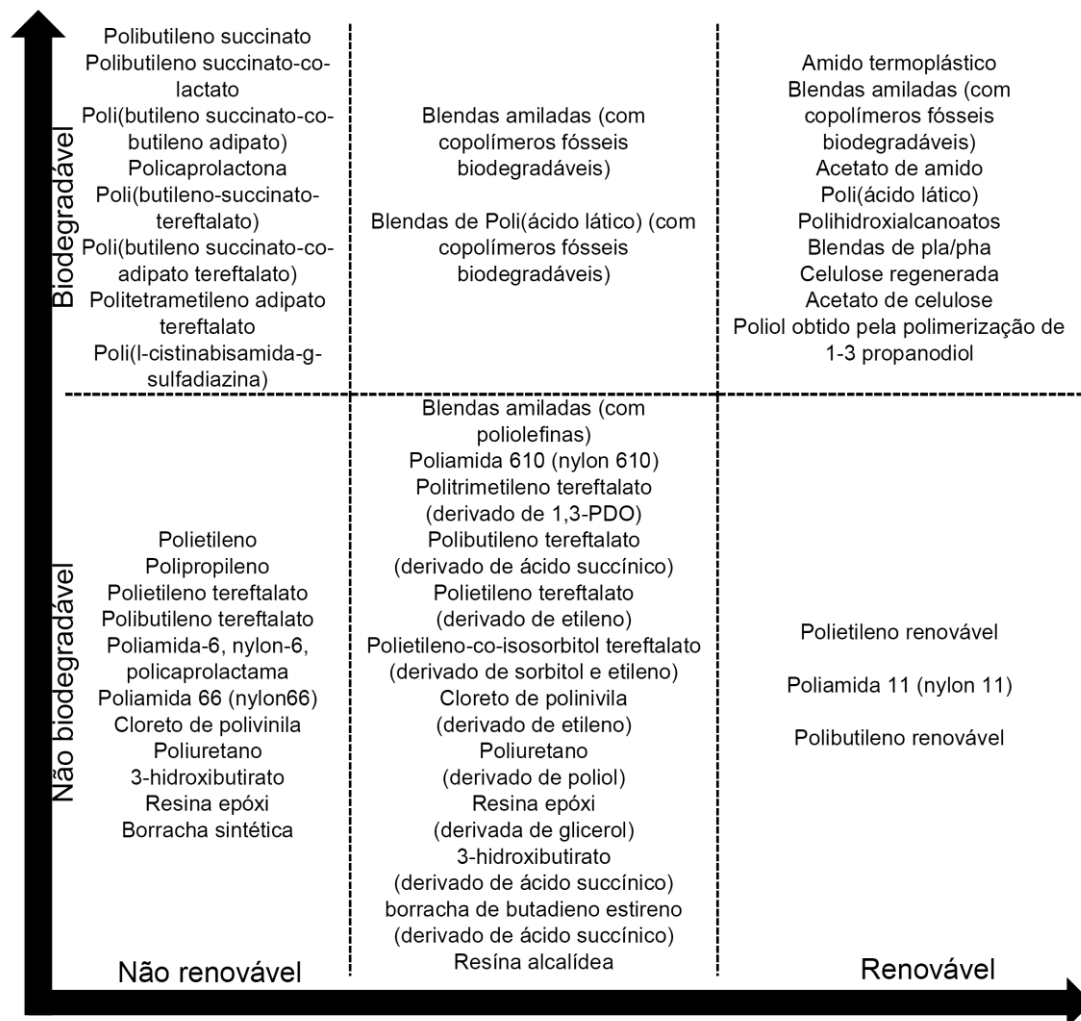 Biodegradável
Polibutileno succinato
Polibutileno succinato-co-
lactato
Poli(butileno succinato-co-
butileno adipato)
Policaprolactona
Poli(butileno-succinato-
tereftalato)
Poli(butileno succinato-co-
adipato tereftalato)
Politetrametileno adipato
tereftalato
Poli(l-cistinabisamida-g-
sulfadiazina)
Blendas amiladas (com
copolímeros fósseis
biodegradáveis)
Blendas de Poli(ácido lático) (com
copolímeros fósseis
biodegradáveis)
Amido termoplástico
Blendas amiladas (com
copolímeros fósseis
biodegradáveis)
Acetato de amido
Poli(ácido lático)
Polihidroxialcanoatos
Blendas de pla/pha
Celulose regenerada
Acetato de celulose
Poliol obtido pela polimerização de
1-3 propanodiol
Não biodegradável
Polietileno
Polipropileno
Polietileno tereftalato
Polibutileno tereftalato
Poliamida-6, nylon-6,
policaprolactama
Poliamida 66 (nylon66)
Cloreto de polivinila
Poliuretano
3-hidroxibutirato
Resina epóxi
Borracha sintética
Blendas amiladas (com
poliolefinas)
Poliamida 610 (nylon 610)
Politrimetileno tereftalato
(derivado de 1,3-PDO)
Polibutileno tereftalato
(derivado de ácido succínico)
Polietileno tereftalato
(derivado de etileno)
Polietileno-co-isosorbitol tereftalato
(derivado de sorbitol e etileno)
Cloreto de polinivila
(derivado de etileno)
Poliuretano
(derivado de poliol)
Resina epóxi
(derivada de glicerol)
3-hidroxibutirato
(derivado de ácido succínico)
borracha de butadieno estireno
(derivado de ácido succínico)
Resína alcalídea
Polietileno renovável
Poliamida 11 (nylon 11)
Polibutileno renovável
Não renovável
Renovável